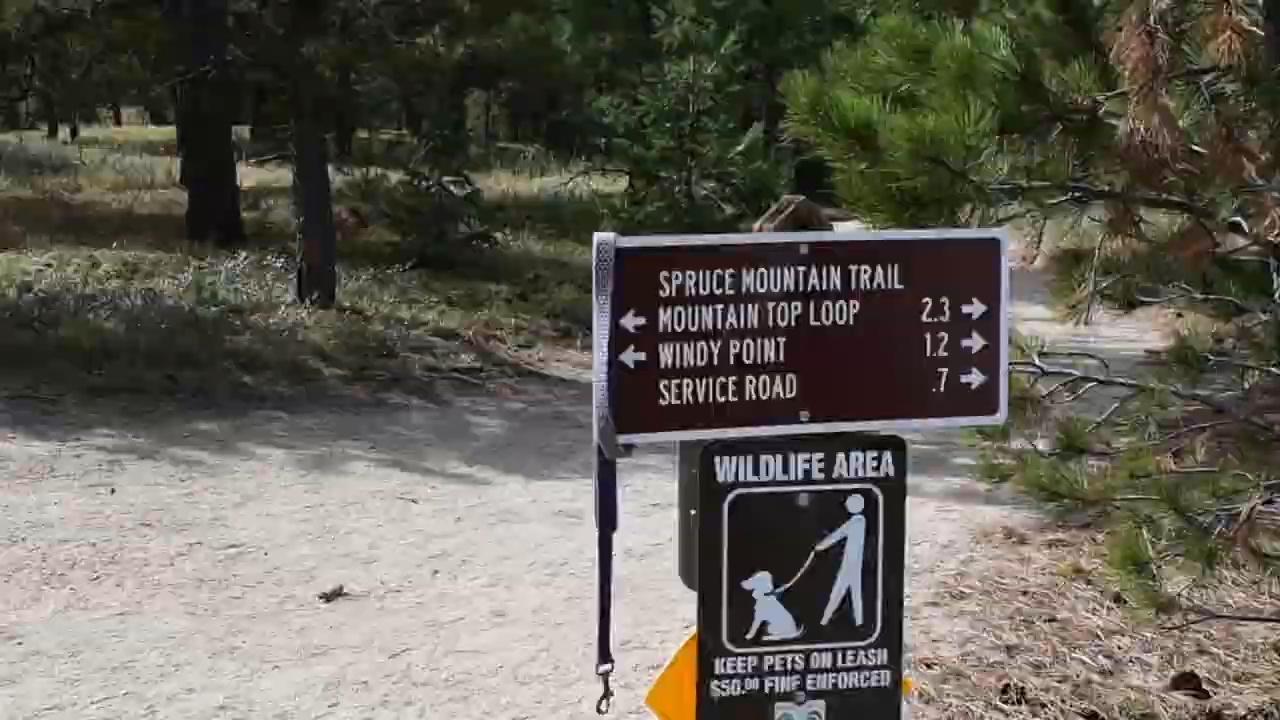 SPRUCE MOUNTAIN TRAIL
← MOUNTAIN TOP LOOP 2.3 →
← WINDY POINT 1.2 →
SERVICE ROAD .7 →
WILDLIFE AREA
KEEP PETS ON LEASH
$50.00 FINE ENFORCED